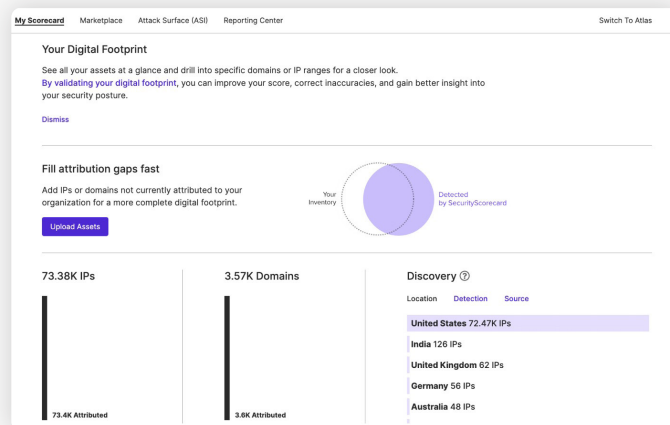 My Scorecard Marketplace Attack Surface (ASI) Reporting Center Switch To Atlas
Your Digital Footprint
See all your assets at a glance and drill into specific domains or IP ranges for a closer look.
By validating your digital footprint, you can improve your score, correct inaccuracies, and gain better insight into
your security posture.
Dismiss
Fill attribution gaps fast
Add IPs or domains not currently attributed to your
organization for a more complete digital footprint.
Upload Assets
Your
Inventory
Detected
by SecurityScorecard
73.38K IPs
73.4K Attributed
3.57K Domains
3.6K Attributed
Discovery ?
Location Detection Source
United States 72.47K IPs
India 126 IPs
United Kingdom 62 IPs
Germany 56 IPs
Australia 48 IPs